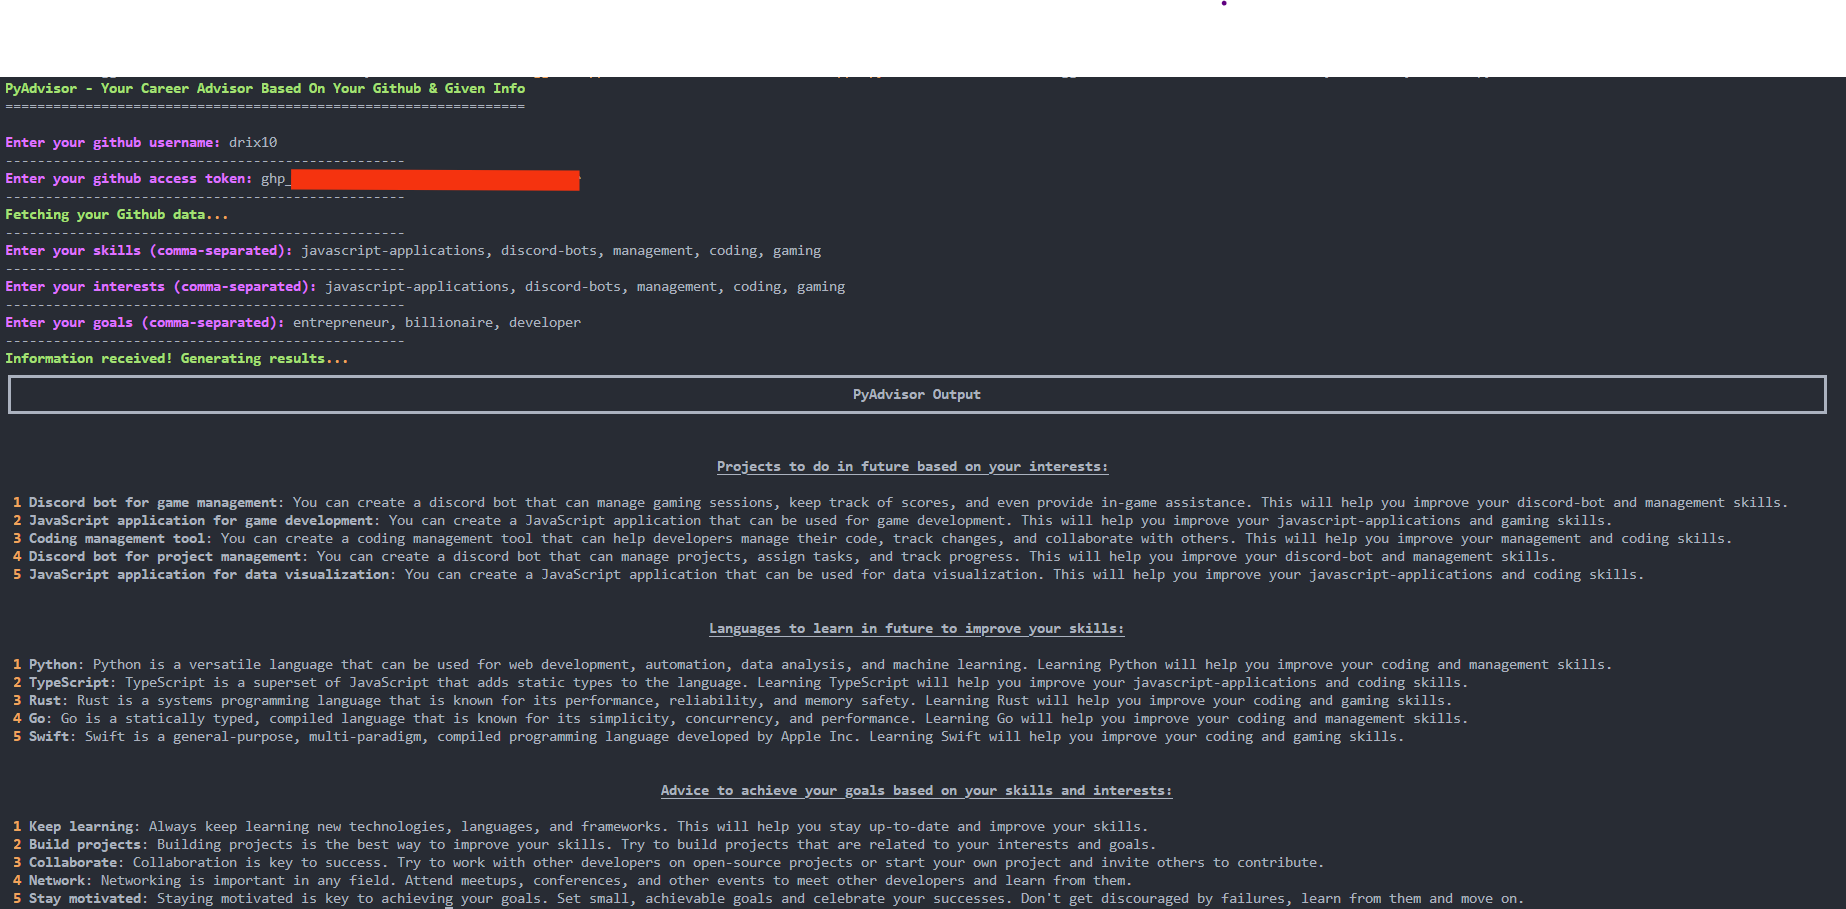 PyAdvisor - Your Career Advisor Based On Your Github & Given Info
=================================================================
Enter your github username: drix10
--------------------------------------------------
Enter your github access token: ghp_
--------------------------------------------------
Fetching your Github data...
--------------------------------------------------
Enter your skills (comma-separated): javascript-applications, discord-bots, management, coding, gaming
--------------------------------------------------
Enter your interests (comma-separated): javascript-applications, discord-bots, management, coding, gaming
--------------------------------------------------
Enter your goals (comma-separated): entrepreneur, billionaire, developer
--------------------------------------------------
Information received! Generating results...
PyAdvisor Output
Projects to do in future based on your interests:
1 Discord bot for game management: You can create a discord bot that can manage gaming sessions, keep track of scores, and even provide in-game assistance. This will help you improve your discord-bot and management skills.
2 JavaScript application for game development: You can create a JavaScript application that can be used for game development. This will help you improve your javascript-applications and gaming skills.
3 Coding management tool: You can create a coding management tool that can help developers manage their code, track changes, and collaborate with others. This will help you improve your management and coding skills.
4 Discord bot for project management: You can create a discord bot that can manage projects, assign tasks, and track progress. This will help you improve your discord-bot and management skills.
5 JavaScript application for data visualization: You can create a JavaScript application that can be used for data visualization. This will help you improve your javascript-applications and coding skills.
Languages to learn in future to improve your skills:
1 Python: Python is a versatile language that can be used for web development, automation, data analysis, and machine learning. Learning Python will help you improve your coding and management skills.
2 TypeScript: TypeScript is a superset of JavaScript that adds static types to the language. Learning TypeScript will help you improve your javascript-applications and coding skills.
3 Rust: Rust is a systems programming language that is known for its performance, reliability, and memory safety. Learning Rust will help you improve your coding and gaming skills.
4 Go: Go is a statically typed, compiled language that is known for its simplicity, concurrency, and performance. Learning Go will help you improve your coding and management skills.
5 Swift: Swift is a general-purpose, multi-paradigm, compiled programming language developed by Apple Inc. Learning Swift will help you improve your coding and gaming skills.
Advice to achieve your goals based on your skills and interests:
1 Keep learning: Always keep learning new technologies, languages, and frameworks. This will help you stay up-to-date and improve your skills.
2 Build projects: Building projects is the best way to improve your skills. Try to build projects that are related to your interests and goals.
3 Collaborate: Collaboration is key to success. Try to work with other developers on open-source projects or start your own project and invite others to contribute.
4 Network: Networking is important in any field. Attend meetups, conferences, and other events to meet other developers and learn from them.
5 Stay motivated: Staying motivated is key to achieving your goals. Set small, achievable goals and celebrate your successes. Don't get discouraged by failures, learn from them and move on.